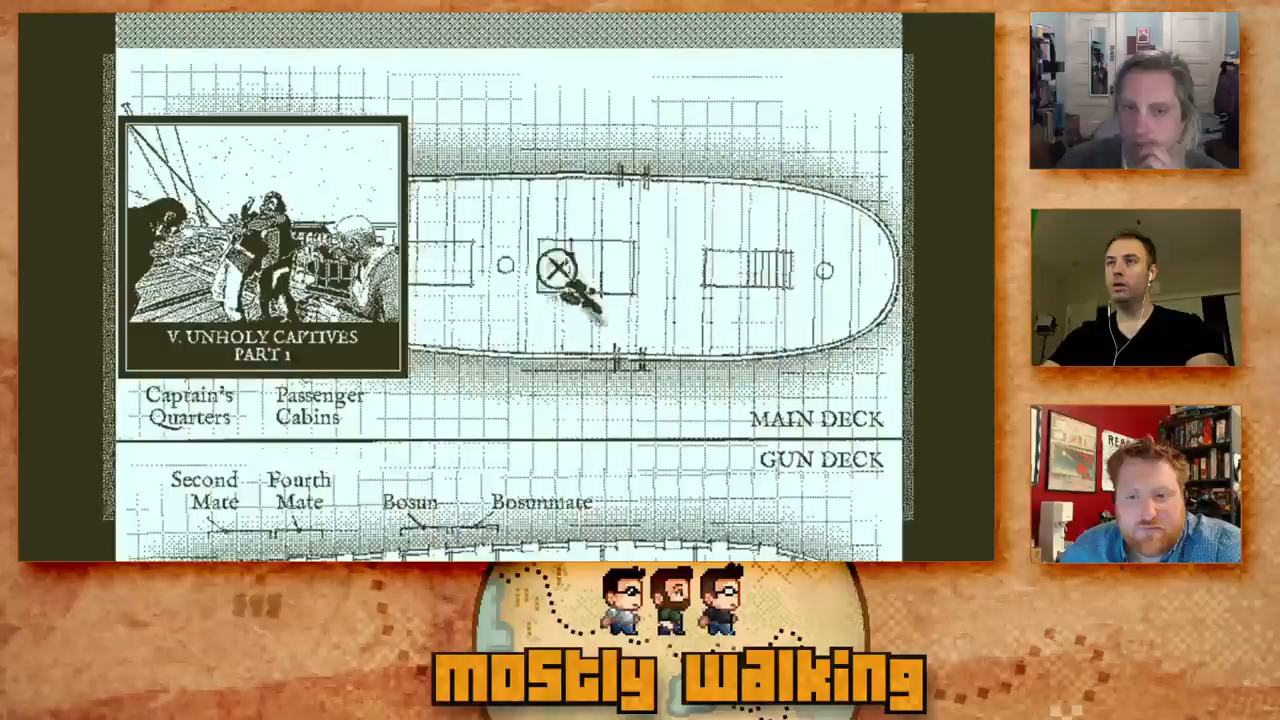 V. UNHOLY CAPTIVES
PART 1
Captain's
Quarters
Passenger
Cabins
MAIN DECK
GUN DECK
Second
Mate
Fourth
Mate
Bosun
Bosunmate
mostly walking